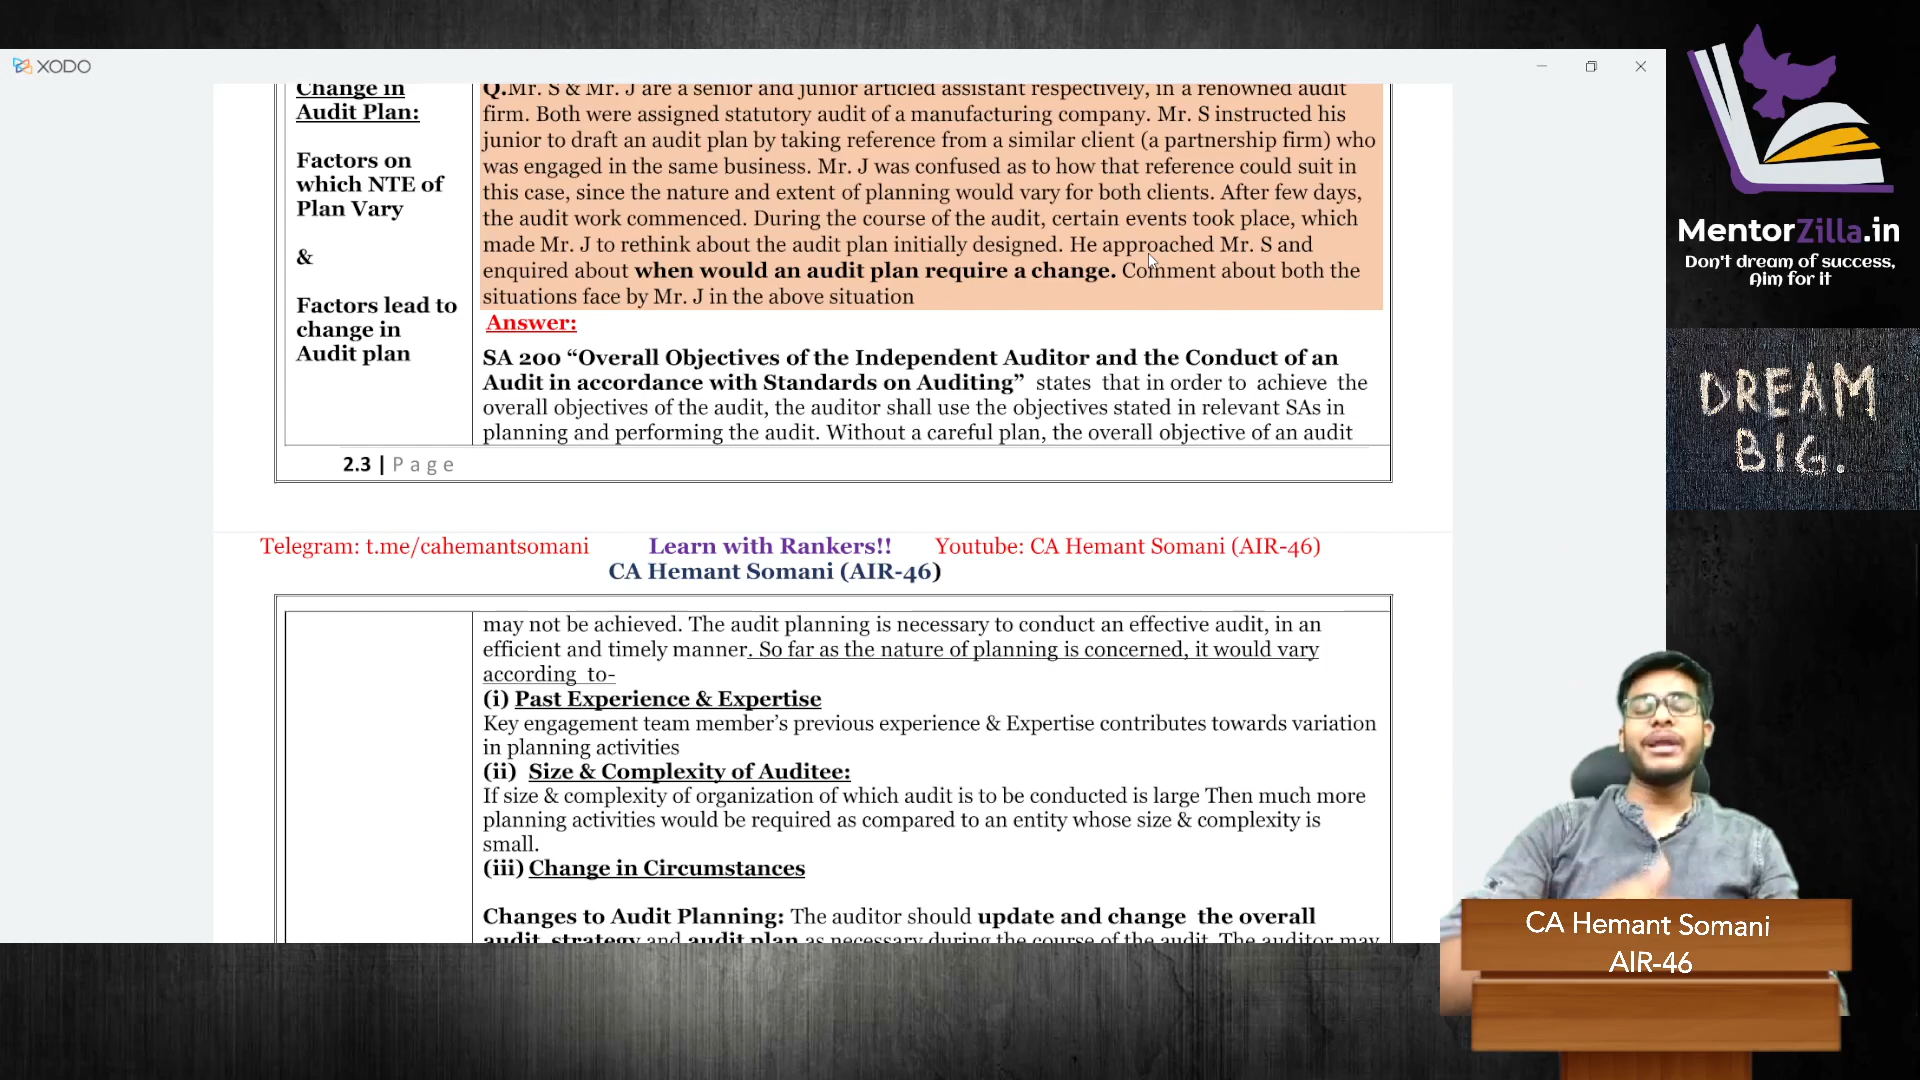 XODO
Change in
Audit Plan:
Factors on
which NTE of
Plan Vary
&
Factors lead to
change in
Audit plan
Q.Mr. S & Mr. J are a senior and junior articled assistant respectively, in a renowned audit
firm. Both were assigned statutory audit of a manufacturing company. Mr. S instructed his
junior to draft an audit plan by taking reference from a similar client (a partnership firm) who
was engaged in the same business. Mr. J was confused as to how that reference could suit in
this case, since the nature and extent of planning would vary for both clients. After few days,
the audit work commenced. During the course of the audit, certain events took place, which
made Mr. J to rethink about the audit plan initially designed. He approached Mr. S and
enquired about when would an audit plan require a change. Comment about both the
situations face by Mr. J in the above situation
Answer:
SA 200 “Overall Objectives of the Independent Auditor and the Conduct of an
Audit in accordance with Standards on Auditing” states that in order to achieve the
overall objectives of the audit, the auditor shall use the objectives stated in relevant SAs in
planning and performing the audit. Without a careful plan, the overall objective of an audit
2.3 | Page
Telegram: t.me/cahemantsomani Learn with Rankers!! Youtube: CA Hemant Somani (AIR-46)
CA Hemant Somani (AIR-46)
may not be achieved. The audit planning is necessary to conduct an effective audit, in an
efficient and timely manner. So far as the nature of planning is concerned, it would vary
according to-
(i) Past Experience & Expertise
Key engagement team member’s previous experience & Expertise contributes towards variation
in planning activities
(ii) Size & Complexity of Auditee:
If size & complexity of organization of which audit is to be conducted is large Then much more
planning activities would be required as compared to an entity whose size & complexity is
small.
(iii) Change in Circumstances
Changes to Audit Planning: The auditor should update and change the overall
audit strategy and audit plan as necessary during the course of the audit. The auditor may
MentorZilla.in
Don't dream of success,
Aim for it
DREAM
BIG.
CA Hemant Somani
AIR-46